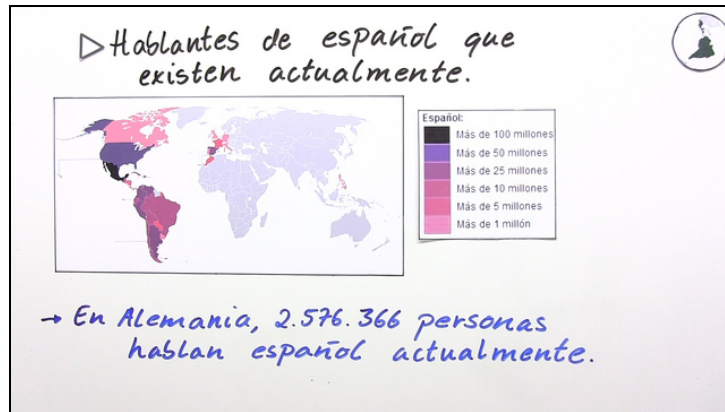 Hablantes de español que
existen actualmente.
Español:
Más de 100 millones
Más de 50 millones
Más de 25 millones
Más de 10 millones
Más de 5 millones
Más de 1 millón
→ En Alemania, 2.576.366 personas
hablan español actualmente.